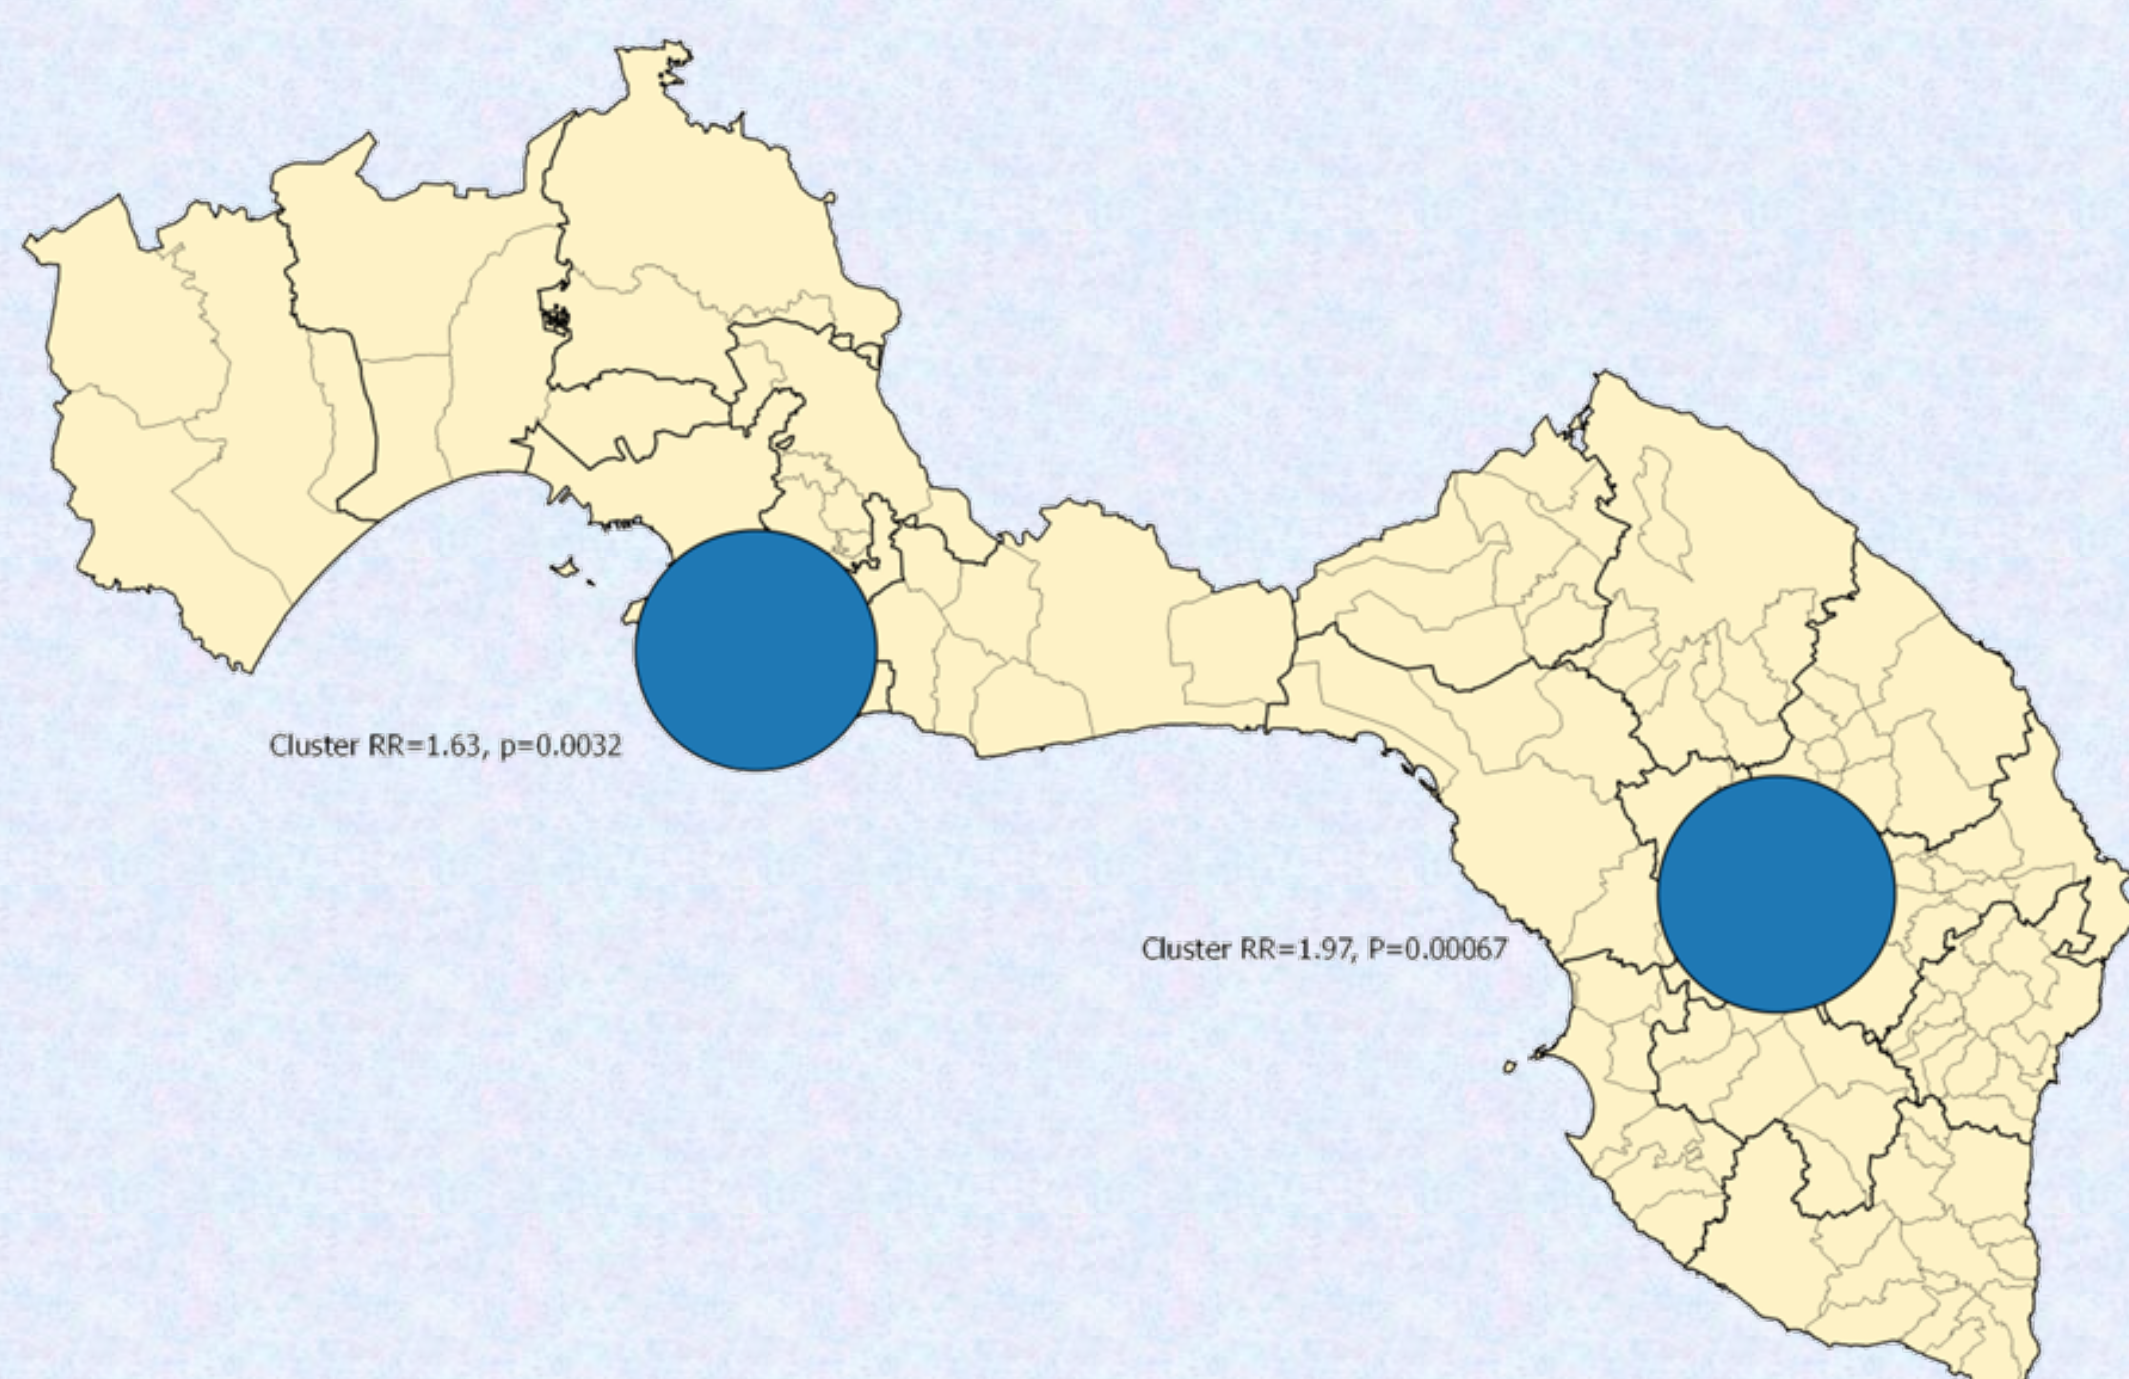 Cluster RR=1.63, p=0.0032
Cluster RR=1.97, P=0.00067